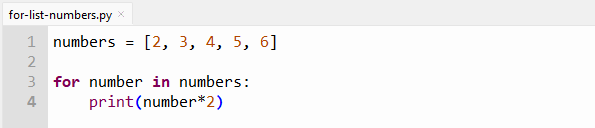 for-list-numbers.py ×
1 numbers = [2, 3, 4, 5, 6]
2
3 for number in numbers:
4     print(number*2)